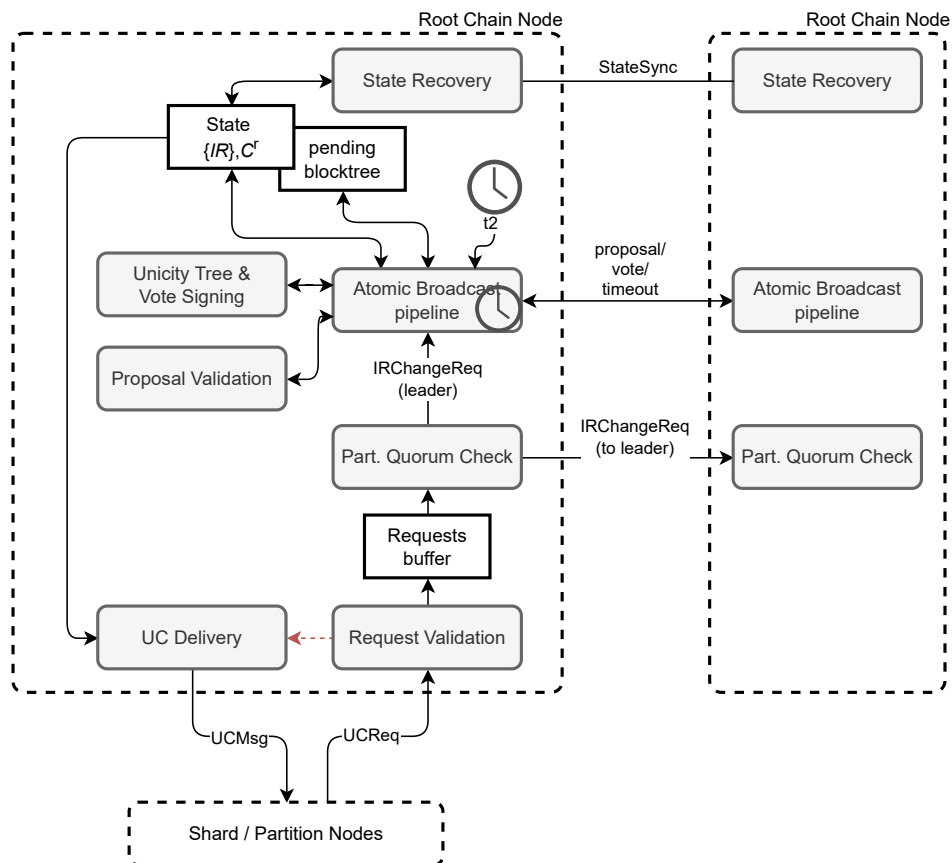 Root Chain Node
Root Chain Node
State Recovery
StateSync
State Recovery
State
{IR},Cʳ
pending
blocktree
t2
Unicity Tree &
Vote Signing
Atomic Broadcast
pipeline
proposal/
vote/
timeout
Atomic Broadcast
pipeline
Proposal Validation
IRChangeReq
(leader)
Part. Quorum Check
IRChangeReq
(to leader)
Part. Quorum Check
Requests
buffer
UC Delivery
Request Validation
UCMsg
UCReq
Shard / Partition Nodes